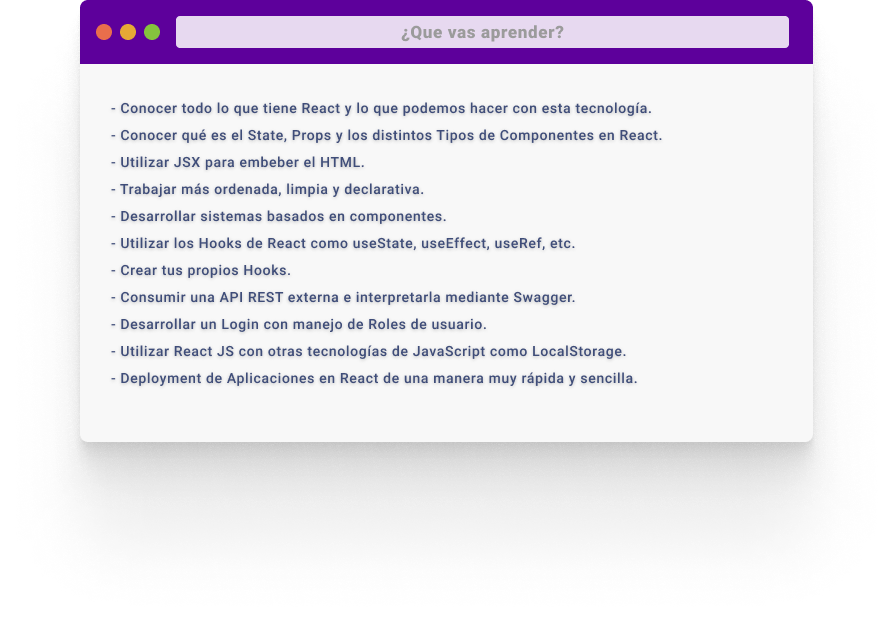 ¿Que vas aprender?
- Conocer todo lo que tiene React y lo que podemos hacer con esta tecnología.
- Conocer qué es el State, Props y los distintos Tipos de Componentes en React.
- Utilizar JSX para embeber el HTML.
- Trabajar más ordenada, limpia y declarativa.
- Desarrollar sistemas basados en componentes.
- Utilizar los Hooks de React como useState, useEffect, useRef, etc.
- Crear tus propios Hooks.
- Consumir una API REST externa e interpretarla mediante Swagger.
- Desarrollar un Login con manejo de Roles de usuario.
- Utilizar React JS con otras tecnologías de JavaScript como LocalStorage.
- Deployment de Aplicaciones en React de una manera muy rápida y sencilla.